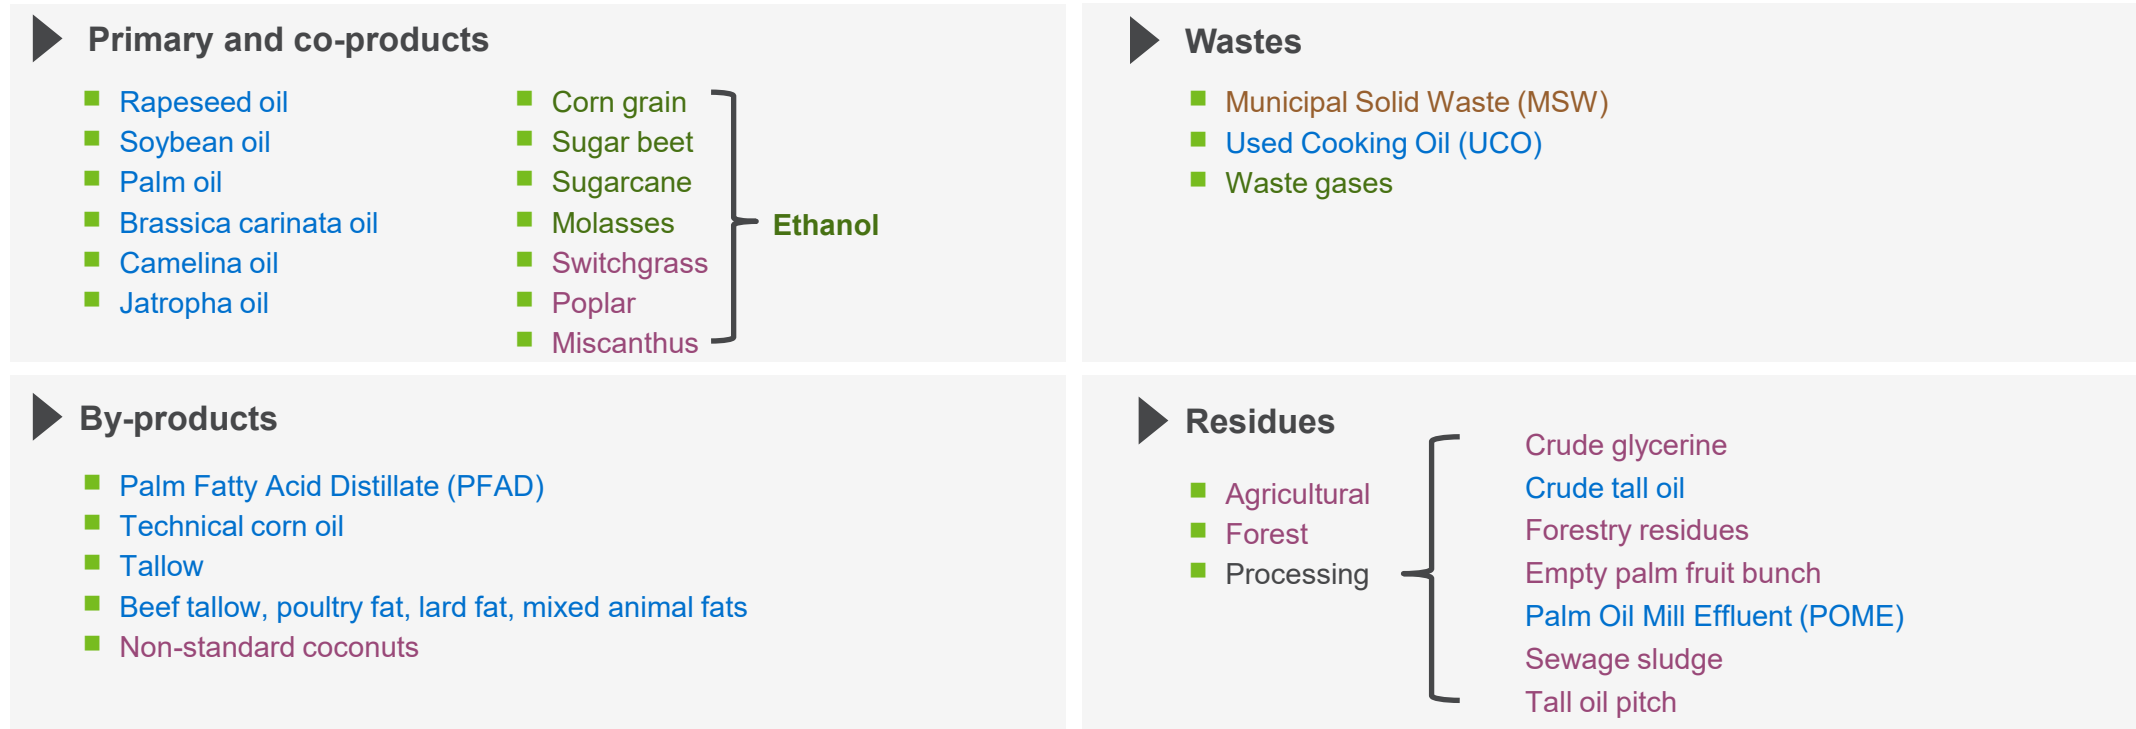 Primary and co-products
Rapeseed oil
Soybean oil
Palm oil
Brassica carinata oil
Camelina oil
Jatropha oil
Corn grain
Sugar beet
Sugarcane
Molasses
Switchgrass
Poplar
Miscanthus
Ethanol
Wastes
Municipal Solid Waste (MSW)
Used Cooking Oil (UCO)
Waste gases
By-products
Palm Fatty Acid Distillate (PFAD)
Technical corn oil
Tallow
Beef tallow, poultry fat, lard fat, mixed animal fats
Non-standard coconuts
Residues
Agricultural
Forest
Processing
Crude glycerine
Crude tall oil
Forestry residues
Empty palm fruit bunch
Palm Oil Mill Effluent (POME)
Sewage sludge
Tall oil pitch